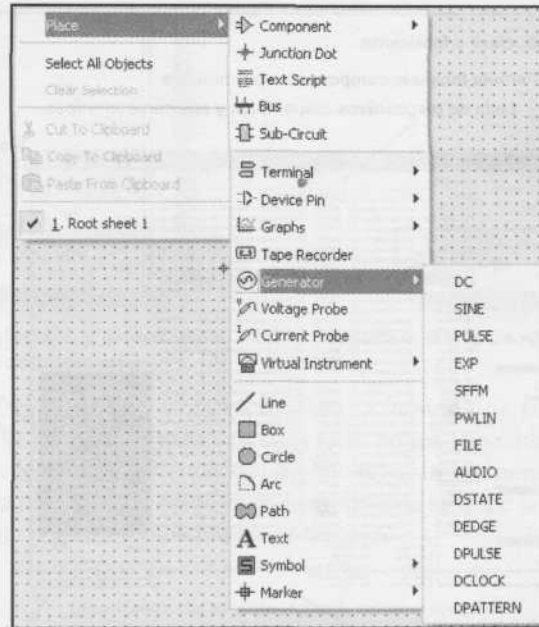 Place
Select All Objects
Clear Selection
Cut To Clipboard
Copy To Clipboard
Paste From Clipboard
1. Root sheet 1
Component
Junction Dot
Text Script
Bus
Sub-Circuit
Terminal
Device Pin
Graphs
Tape Recorder
Generator
Voltage Probe
Current Probe
Virtual Instrument
Line
Box
Circle
Arc
Path
Text
Symbol
Marker
DC
SINE
PULSE
EXP
SFFM
PWLIN
FILE
AUDIO
DSTATE
DEDGE
DPULSE
DCLOCK
DPATTERN